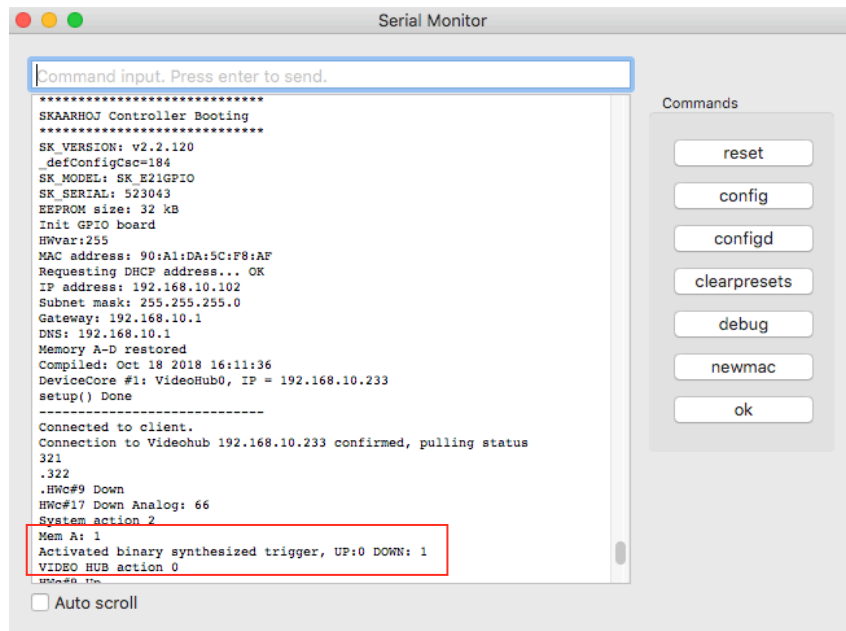 Serial Monitor
Command input. Press enter to send.
*****************************
SKAARHOJ Controller Booting
*****************************
SK_VERSION: v2.2.120
_defConfigCsc=184
SK_MODEL: SK_E21GPIO
SK_SERIAL: 523043
EEPROM size: 32 kB
Init GPIO board
HWvar:255
MAC address: 90:A1:DA:5C:F8:AF
Requesting DHCP address... OK
IP address: 192.168.10.102
Subnet mask: 255.255.255.0
Gateway: 192.168.10.1
DNS: 192.168.10.1
Memory A-D restored
Compiled: Oct 18 2018 16:11:36
DeviceCore #1: VideoHub0, IP = 192.168.10.233
setup() Done
-----------------------------
Connected to client.
Connection to Videohub 192.168.10.233 confirmed, pulling status
321
.322
.HWc#9 Down
HWc#17 Down Analog: 66
System action 2
Mem A: 1
Activated binary synthesized trigger, UP:0 DOWN: 1
VIDEO HUB action 0
HWc#9 Up
Auto scroll
Commands
reset
config
configd
clearpresets
debug
newmac
ok